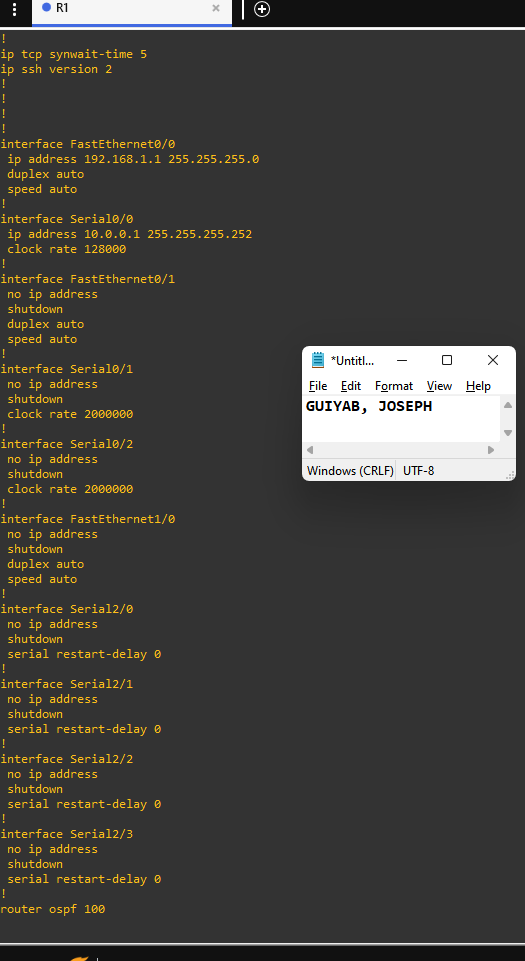 R1
!
ip tcp synwait-time 5
ip ssh version 2
!
!
!
!
interface FastEthernet0/0
 ip address 192.168.1.1 255.255.255.0
 duplex auto
 speed auto
!
interface Serial0/0
 ip address 10.0.0.1 255.255.255.252
 clock rate 128000
!
interface FastEthernet0/1
 no ip address
 shutdown
 duplex auto
 speed auto
!
interface Serial0/1
 no ip address
 shutdown
 clock rate 2000000
!
interface Serial0/2
 no ip address
 shutdown
 clock rate 2000000
!
interface FastEthernet1/0
 no ip address
 shutdown
 duplex auto
 speed auto
!
interface Serial2/0
 no ip address
 shutdown
 serial restart-delay 0
!
interface Serial2/1
 no ip address
 shutdown
 serial restart-delay 0
!
interface Serial2/2
 no ip address
 shutdown
 serial restart-delay 0
!
interface Serial2/3
 no ip address
 shutdown
 serial restart-delay 0
!
router ospf 100
*Untitl...
File Edit Format View Help
GUIYAB, JOSEPH
Windows (CRLF) UTF-8